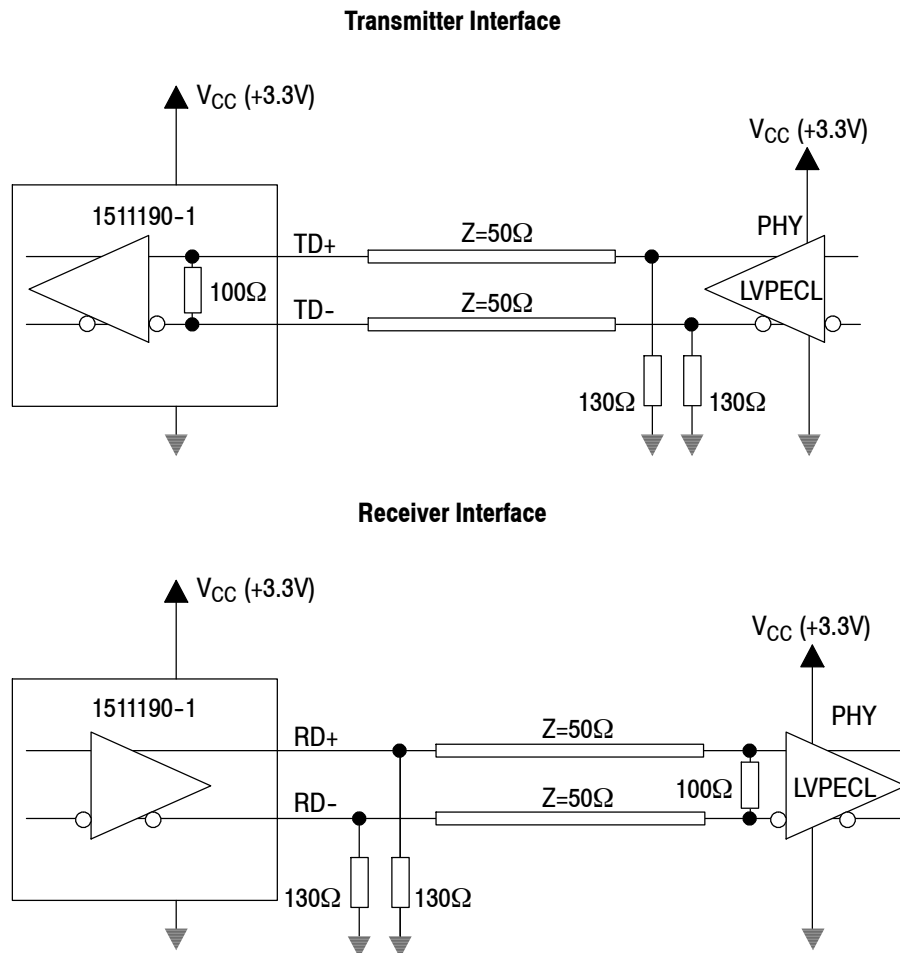 Transmitter Interface
VCC (+3.3V)
VCC (+3.3V)
1511190-1
TD+
Z=50Ω
PHY
100Ω
LVPECL
TD-
Z=50Ω
130Ω
130Ω
Receiver Interface
VCC (+3.3V)
VCC (+3.3V)
1511190-1
PHY
RD+
Z=50Ω
100Ω
LVPECL
RD-
Z=50Ω
130Ω
130Ω